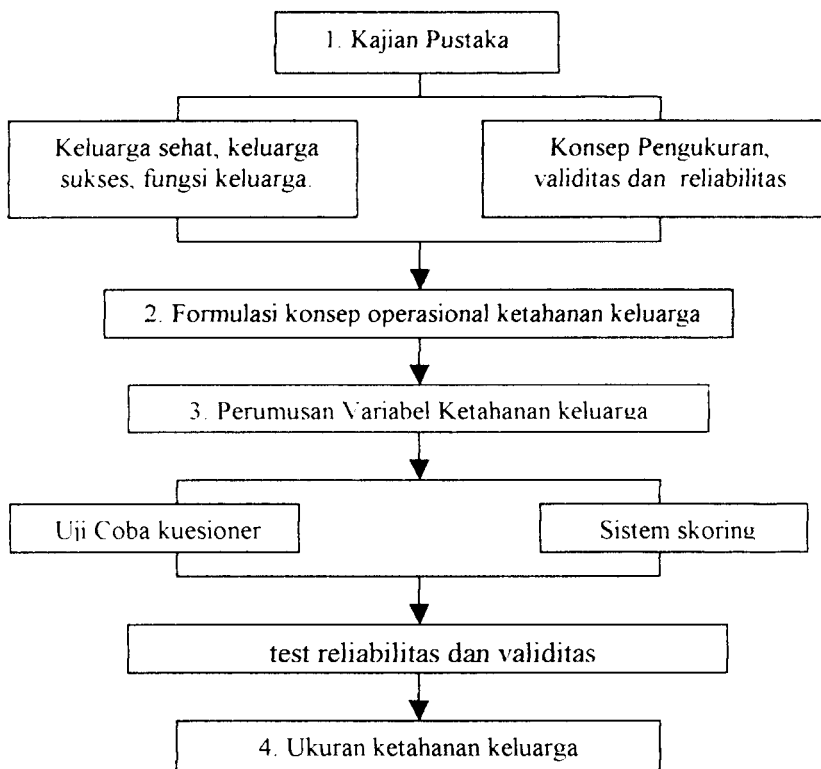 1. Kajian Pustaka
Keluarga sehat, keluarga
sukses, fungsi keluarga.
Konsep Pengukuran,
validitas dan reliabilitas
2. Formulasi konsep operasional ketahanan keluarga
3. Perumusan Variabel Ketahanan keluarga
Uji Coba kuesioner
Sistem skoring
test reliabilitas dan validitas
4. Ukuran ketahanan keluarga